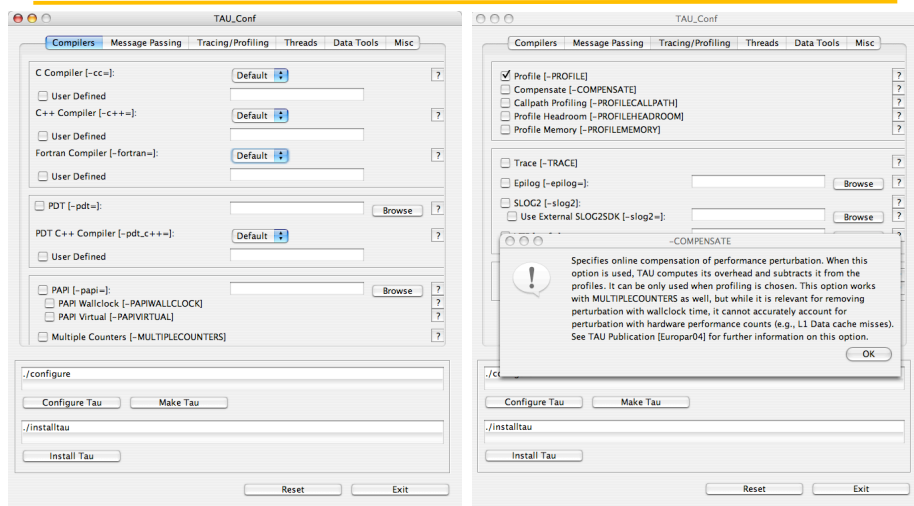 TAU_Conf
Compilers Message Passing Tracing/Profiling Threads Data Tools Misc
C Compiler [-cc=]: Default ?
User Defined
C++ Compiler [-c++=]: Default ?
User Defined
Fortran Compiler [-fortran=]: Default ?
User Defined
PDT [-pdt=]: Browse ?
PDT C++ Compiler [-pdt_c++=]: Default ?
User Defined
PAPI [-papi=]: Browse ?
PAPI Wallclock [-PAPIWALLCLOCK] ?
PAPI Virtual [-PAPIVIRTUAL] ?
Multiple Counters [-MULTIPLECOUNTERS] ?
./configure
Configure Tau Make Tau
./installtau
Install Tau
Reset Exit
TAU_Conf
Compilers Message Passing Tracing/Profiling Threads Data Tools Misc
Profile [-PROFILE] ?
Compensate [-COMPENSATE] ?
Callpath Profiling [-PROFILECALLPATH] ?
Profile Headroom [-PROFILEHEADROOM] ?
Profile Memory [-PROFILEMEMORY] ?
Trace [-TRACE] ?
Epilog [-epilog=]: Browse ?
SLOG2 [-slog2]: ?
Use External SLOG2SDK [-slog2=]: Browse ?
-COMPENSATE
Specifies online compensation of performance perturbation. When this
option is used, TAU computes its overhead and subtracts it from the
profiles. It can be only used when profiling is chosen. This option works
with MULTIPLECOUNTERS as well, but while it is relevant for removing
perturbation with wallclock time, it cannot accurately account for
perturbation with hardware performance counts (e.g., L1 Data cache misses).
See TAU Publication [Europar04] for further information on this option.
OK
Configure Tau Make Tau
./installtau
Install Tau
Reset Exit